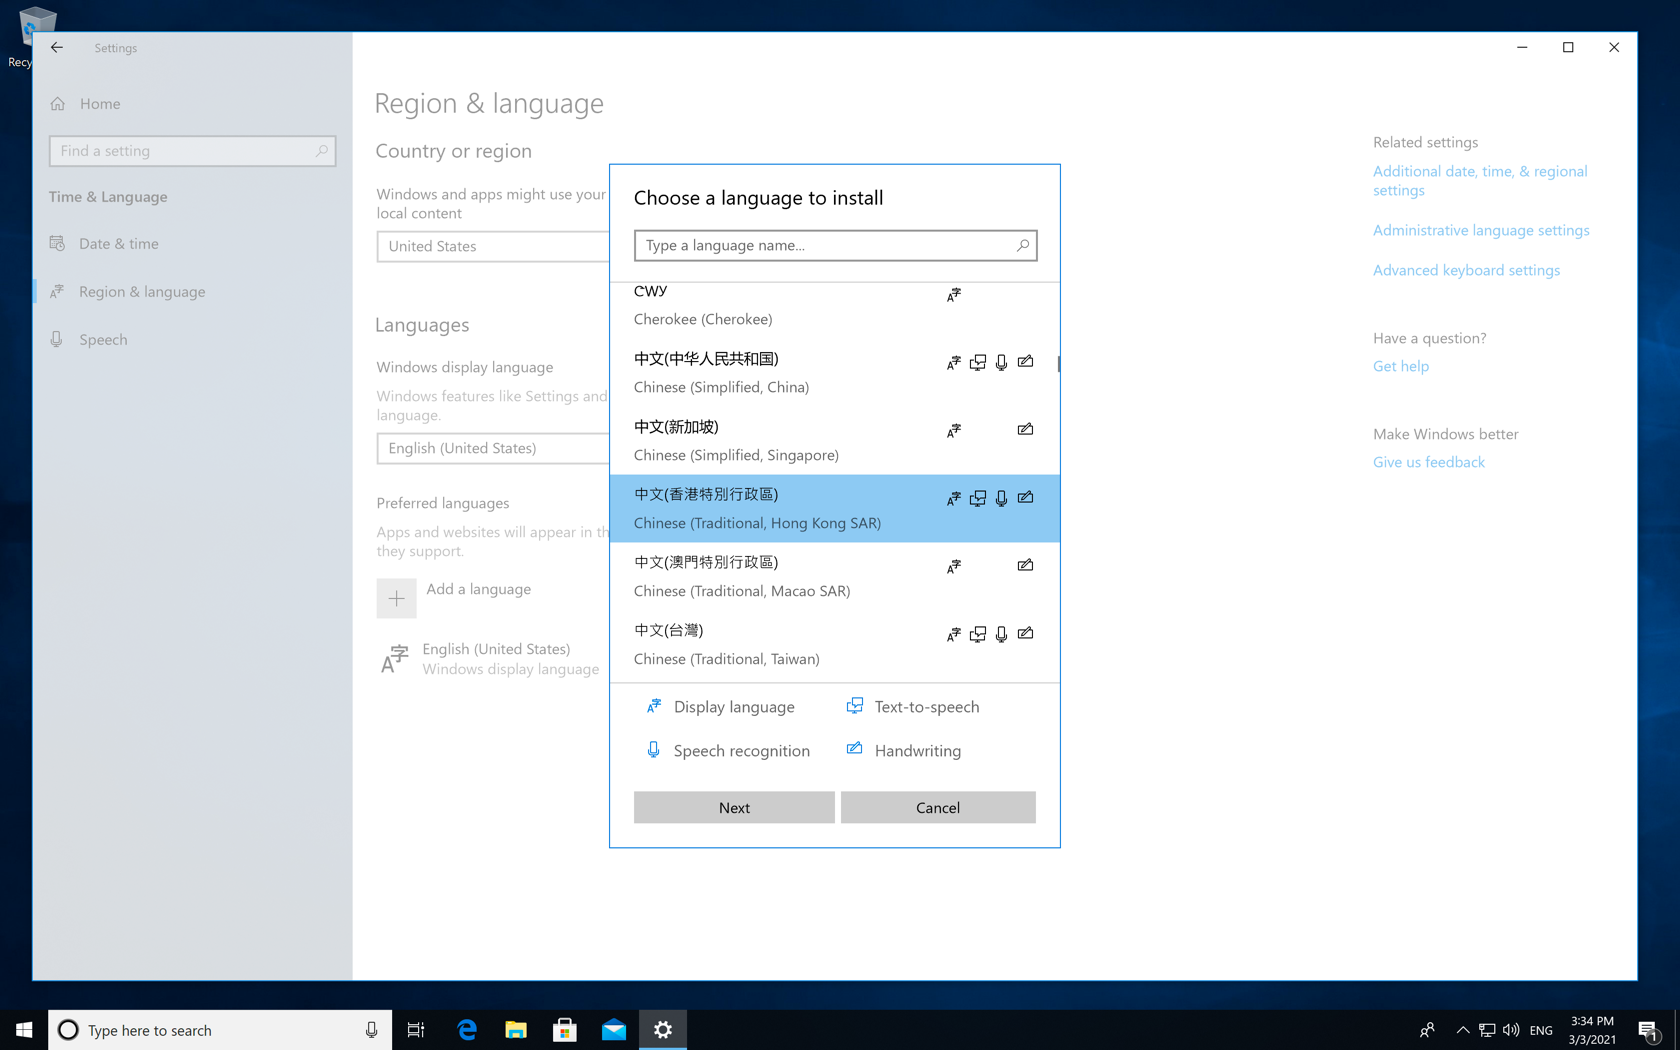 Recy
Settings
Home
Find a setting
Time & Language
Date & time
Region & language
Speech
Region & language
Country or region
Windows and apps might use your
local content
United States
Languages
Windows display language
Windows features like Settings and
language.
English (United States)
Preferred languages
Apps and websites will appear in th
they support.
Add a language
English (United States)
Windows display language
Choose a language to install
Type a language name...
ᏣᎳᎩ
Cherokee (Cherokee)
中文(中华人民共和国)
Chinese (Simplified, China)
中文(新加坡)
Chinese (Simplified, Singapore)
中文(香港特別行政區)
Chinese (Traditional, Hong Kong SAR)
中文(澳門特別行政區)
Chinese (Traditional, Macao SAR)
中文(台灣)
Chinese (Traditional, Taiwan)
Display language
Text-to-speech
Speech recognition
Handwriting
Next
Cancel
Related settings
Additional date, time, & regional
settings
Administrative language settings
Advanced keyboard settings
Have a question?
Get help
Make Windows better
Give us feedback
Type here to search
ENG
3:34 PM
3/3/2021
1